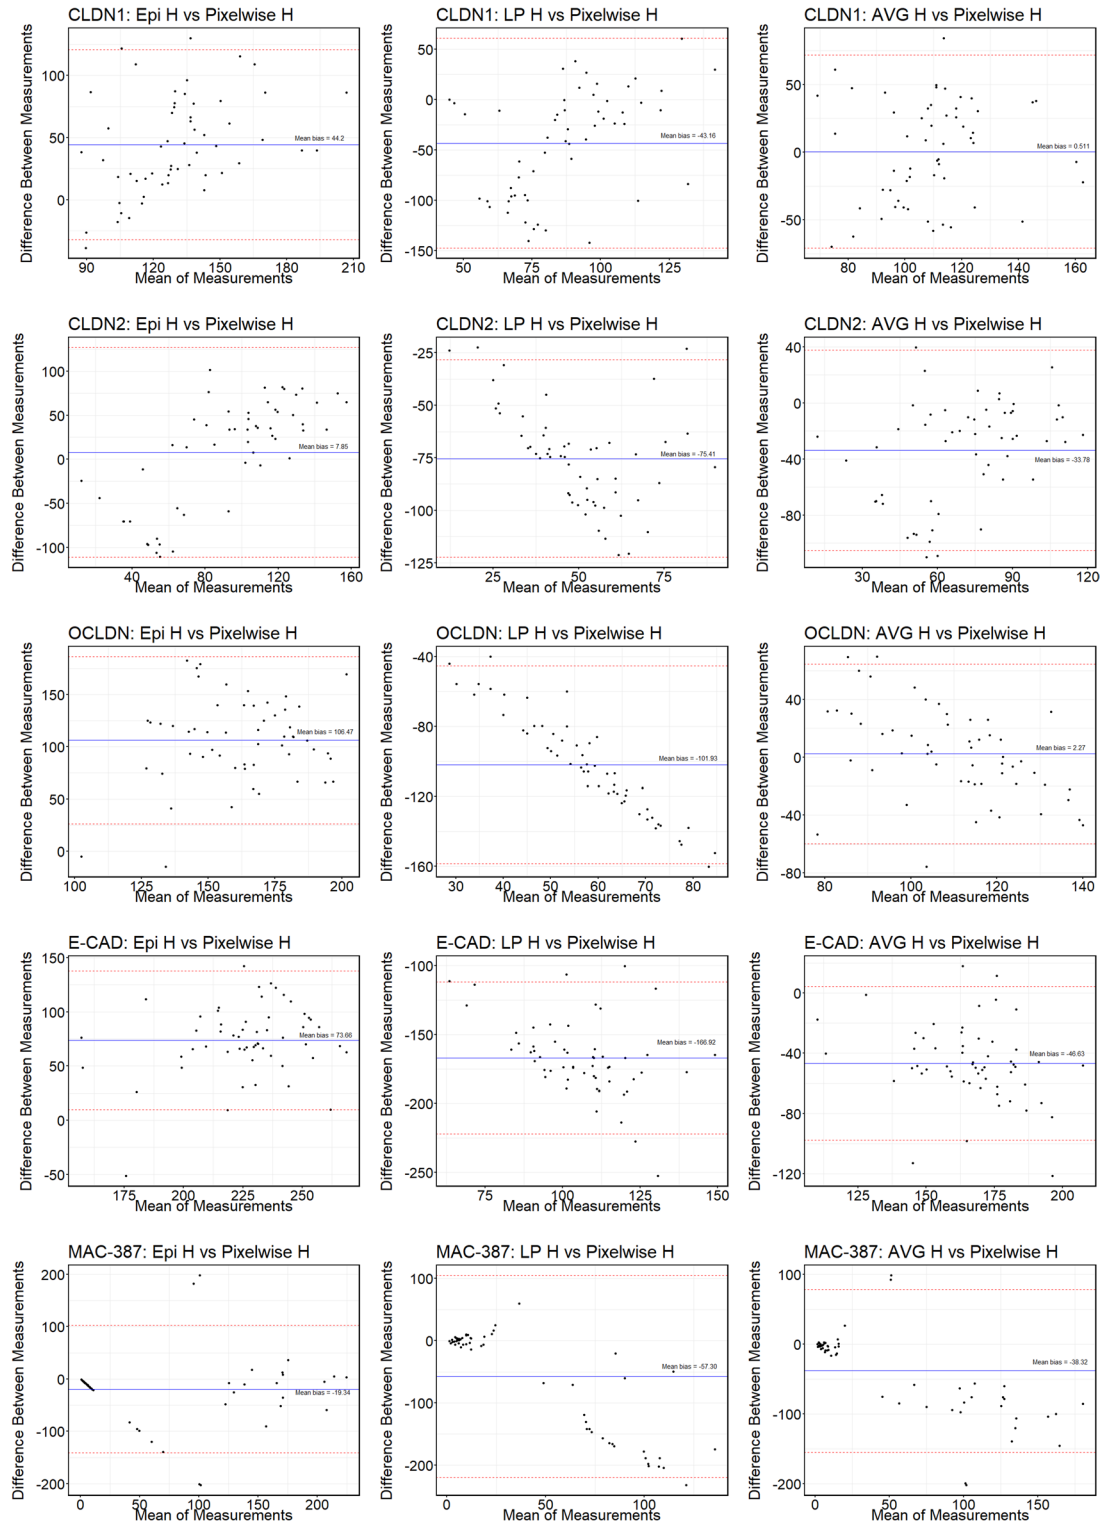 CLDN1: Epi H vs Pixelwise H
Difference Between Measurements
100
50
0
Mean bias = 44.2
90
120
150
180
210
Mean of Measurements
CLDN1: LP H vs Pixelwise H
Difference Between Measurements
50
0
-50
-100
-150
Mean bias = -43.16
50
75
100
125
Mean of Measurements
CLDN1: AVG H vs Pixelwise H
Difference Between Measurements
50
0
-50
Mean bias = 0.511
80
100
120
140
160
Mean of Measurements
CLDN2: Epi H vs Pixelwise H
Difference Between Measurements
100
50
0
-50
-100
Mean bias = 7.85
40
80
120
160
Mean of Measurements
CLDN2: LP H vs Pixelwise H
Difference Between Measurements
-25
-50
-75
-100
-125
Mean bias = -75.41
25
50
75
Mean of Measurements
CLDN2: AVG H vs Pixelwise H
Difference Between Measurements
40
0
-40
-80
Mean bias = -33.78
30
60
90
120
Mean of Measurements
OCLDN: Epi H vs Pixelwise H
Difference Between Measurements
150
100
50
0
Mean bias = 106.47
100
125
150
175
200
Mean of Measurements
OCLDN: LP H vs Pixelwise H
Difference Between Measurements
-40
-80
-120
-160
Mean bias = -101.93
30
40
50
60
70
80
Mean of Measurements
OCLDN: AVG H vs Pixelwise H
Difference Between Measurements
40
0
-40
-80
Mean bias = 2.27
80
100
120
140
Mean of Measurements
E-CAD: Epi H vs Pixelwise H
Difference Between Measurements
150
100
50
0
-50
Mean bias = 73.66
175
200
225
250
Mean of Measurements
E-CAD: LP H vs Pixelwise H
Difference Between Measurements
-100
-150
-200
-250
Mean bias = -166.92
75
100
125
150
Mean of Measurements
E-CAD: AVG H vs Pixelwise H
Difference Between Measurements
0
-40
-80
-120
Mean bias = -46.63
125
150
175
200
Mean of Measurements
MAC-387: Epi H vs Pixelwise H
Difference Between Measurements
200
100
0
-100
-200
Mean bias = -19.34
0
50
100
150
200
Mean of Measurements
MAC-387: LP H vs Pixelwise H
Difference Between Measurements
100
0
-100
-200
Mean bias = -57.30
0
50
100
Mean of Measurements
MAC-387: AVG H vs Pixelwise H
Difference Between Measurements
100
0
-100
-200
Mean bias = -38.32
0
50
100
150
Mean of Measurements